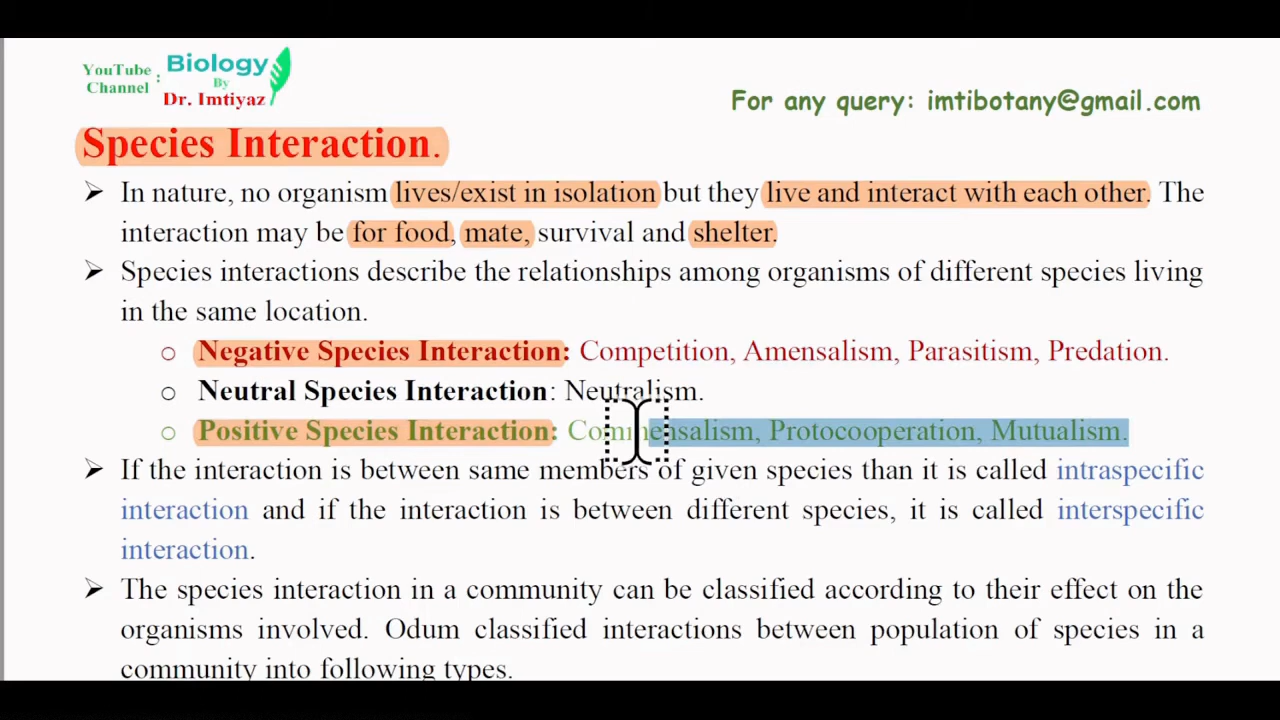 YouTube Channel :
Biology
By
Dr. Imtiyaz
For any query: imtibotany@gmail.com
Species Interaction.
➢ In nature, no organism lives/exist in isolation but they live and interact with each other. The
interaction may be for food, mate, survival and shelter.
➢ Species interactions describe the relationships among organisms of different species living
in the same location.
○ Negative Species Interaction: Competition, Amensalism, Parasitism, Predation.
○ Neutral Species Interaction: Neutralism.
○ Positive Species Interaction: Commensalism, Protocooperation, Mutualism.
➢ If the interaction is between same members of given species than it is called intraspecific
interaction and if the interaction is between different species, it is called interspecific
interaction.
➢ The species interaction in a community can be classified according to their effect on the
organisms involved. Odum classified interactions between population of species in a
community into following types.